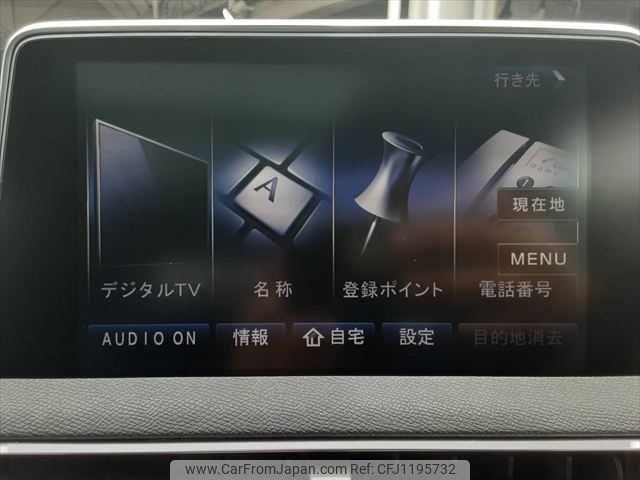 行き先
A
現在地
MENU
デジタルTV 名称 登録ポイント 電話番号
AUDIO ON 情報 自宅 設定 目的地消去
www.CarFromJapan.com Ref-CFJ1195732